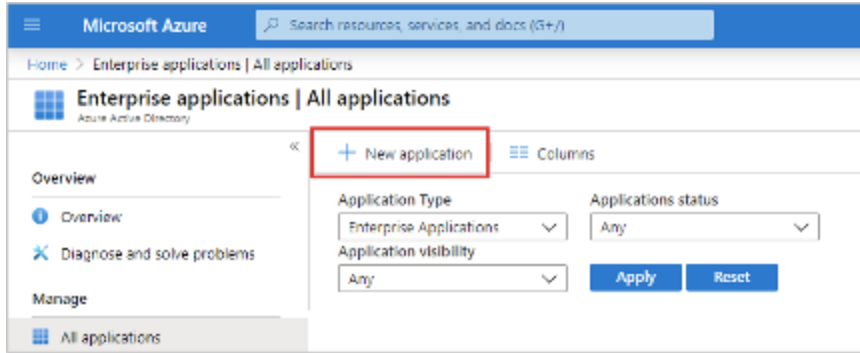 Microsoft Azure
Search resources, services, and docs (G+/)
Home > Enterprise applications | All applications
Enterprise applications | All applications
Azure Active Directory
«
+ New application
Columns
Overview
Overview
Diagnose and solve problems
Manage
All applications
Application Type
Applications status
Enterprise Applications
Any
Application visibility
Any
Apply
Reset